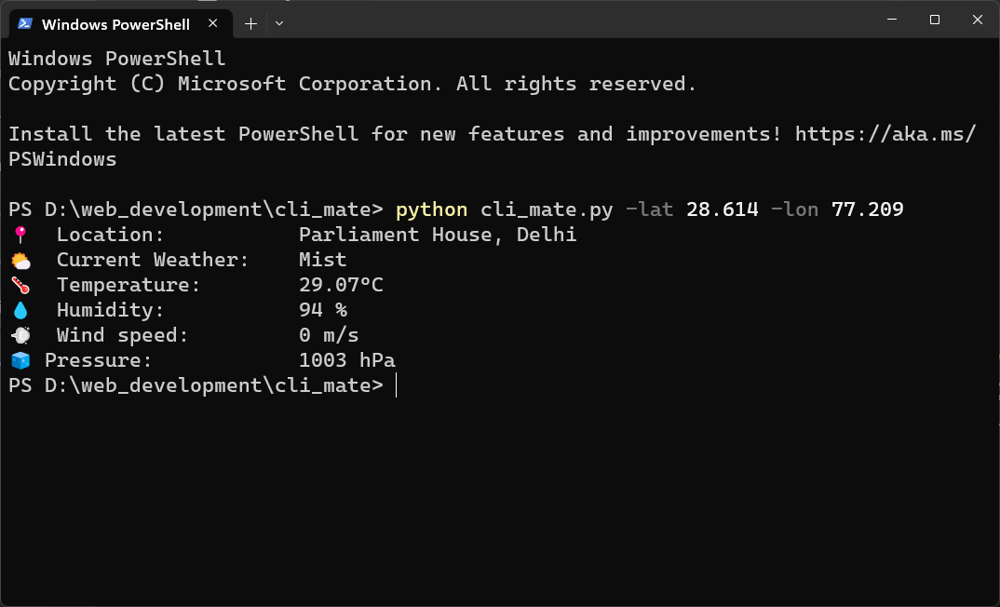 Windows PowerShell
Windows PowerShell
Copyright (C) Microsoft Corporation. All rights reserved.
Install the latest PowerShell for new features and improvements! https://aka.ms/
PSWindows
PS D:\web_development\cli_mate> python cli_mate.py -lat 28.614 -lon 77.209
📍 Location: Parliament House, Delhi
🌤️ Current Weather: Mist
🌡️ Temperature: 29.07°C
💧 Humidity: 94 %
🌬️ Wind speed: 0 m/s
🧊 Pressure: 1003 hPa
PS D:\web_development\cli_mate>